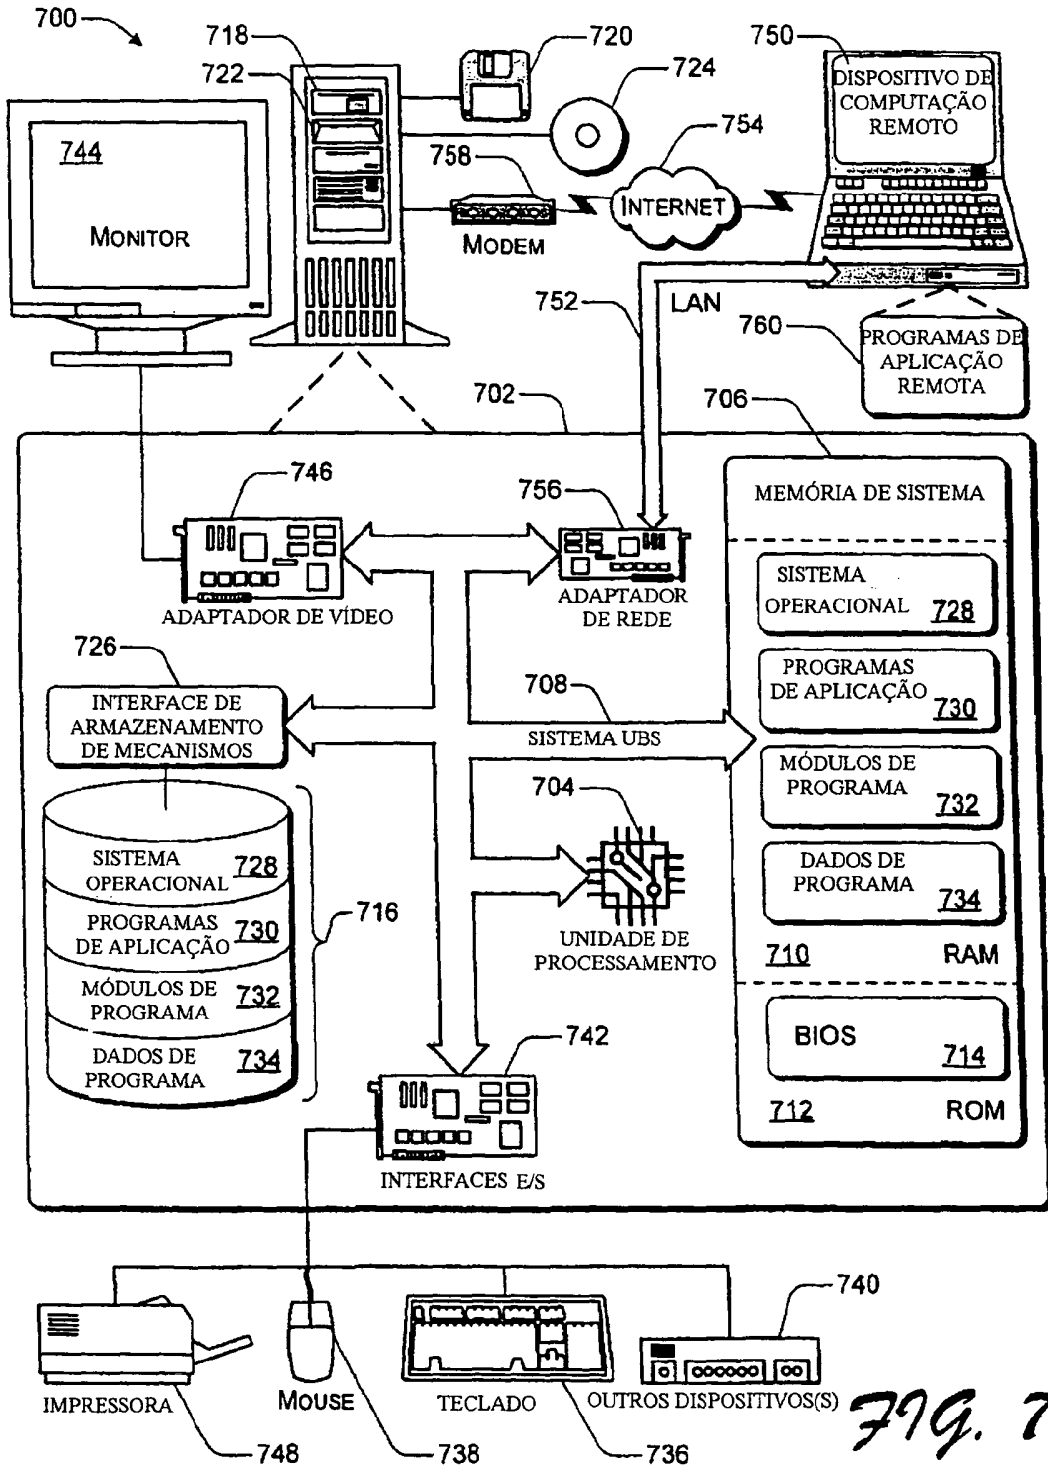 700
718
722
720
724
750
DISPOSITIVO DE
COMPUTAÇÃO
REMOTO
754
758
744
MONITOR
INTERNET
MODEM
752
LAN
760
PROGRAMAS DE
APLICAÇÃO
REMOTA
702
706
746
756
MEMÓRIA DE SISTEMA
ADAPTADOR DE VÍDEO
ADAPTADOR
DE REDE
SISTEMA
OPERACIONAL 728
726
INTERFACE DE
ARMAZENAMENTO
DE MECANISMOS
708
SISTEMA UBS
PROGRAMAS
DE APLICAÇÃO
730
MÓDULOS DE
PROGRAMA
732
704
SISTEMA
OPERACIONAL 728
PROGRAMAS
DE APLICAÇÃO 730
MÓDULOS DE
PROGRAMA 732
DADOS DE
PROGRAMA 734
716
UNIDADE DE
PROCESSAMENTO
DADOS DE
PROGRAMA
734
710 RAM
BIOS
714
712 ROM
742
INTERFACES E/S
740
IMPRESSORA
MOUSE
TECLADO
OUTROS DISPOSITIVOS(S)
748
738
736
FIG. 7